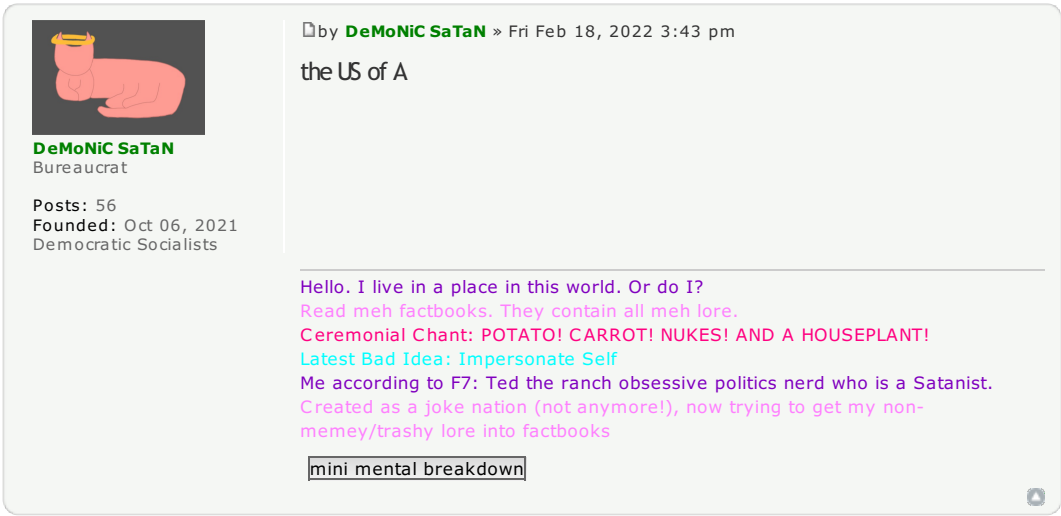 by DeMoNiC SaTaN » Fri Feb 18, 2022 3:43 pm
the US of A
DeMoNiC SaTaN
Bureaucrat
Posts: 56
Founded: Oct 06, 2021
Democratic Socialists
Hello. I live in a place in this world. Or do I?
Read meh factbooks. They contain all meh lore.
Ceremonial Chant: POTATO! CARROT! NUKES! AND A HOUSEPLANT!
Latest Bad Idea: Impersonate Self
Me according to F7: Ted the ranch obsessive politics nerd who is a Satanist.
Created as a joke nation (not anymore!), now trying to get my non-
memey/trashy lore into factbooks
mini mental breakdown